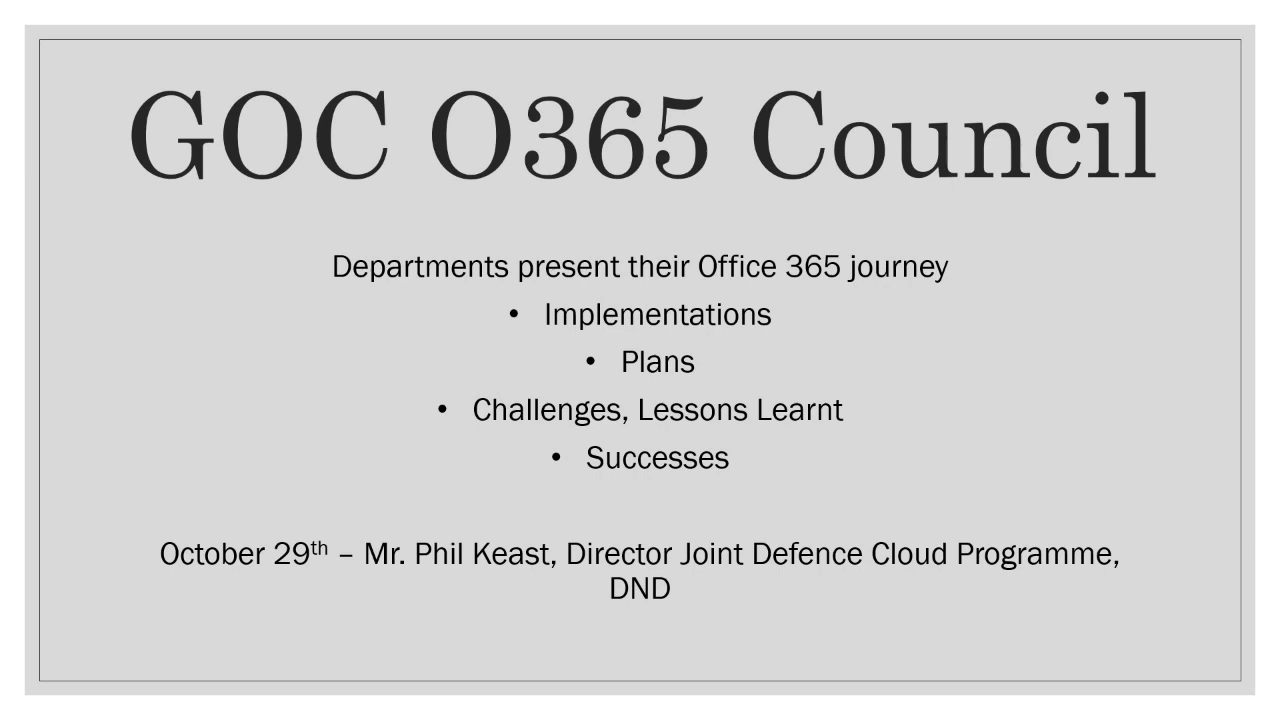 GOC O365 Council
Departments present their Office 365 journey
• Implementations
• Plans
• Challenges, Lessons Learnt
• Successes
October 29th – Mr. Phil Keast, Director Joint Defence Cloud Programme,
DND